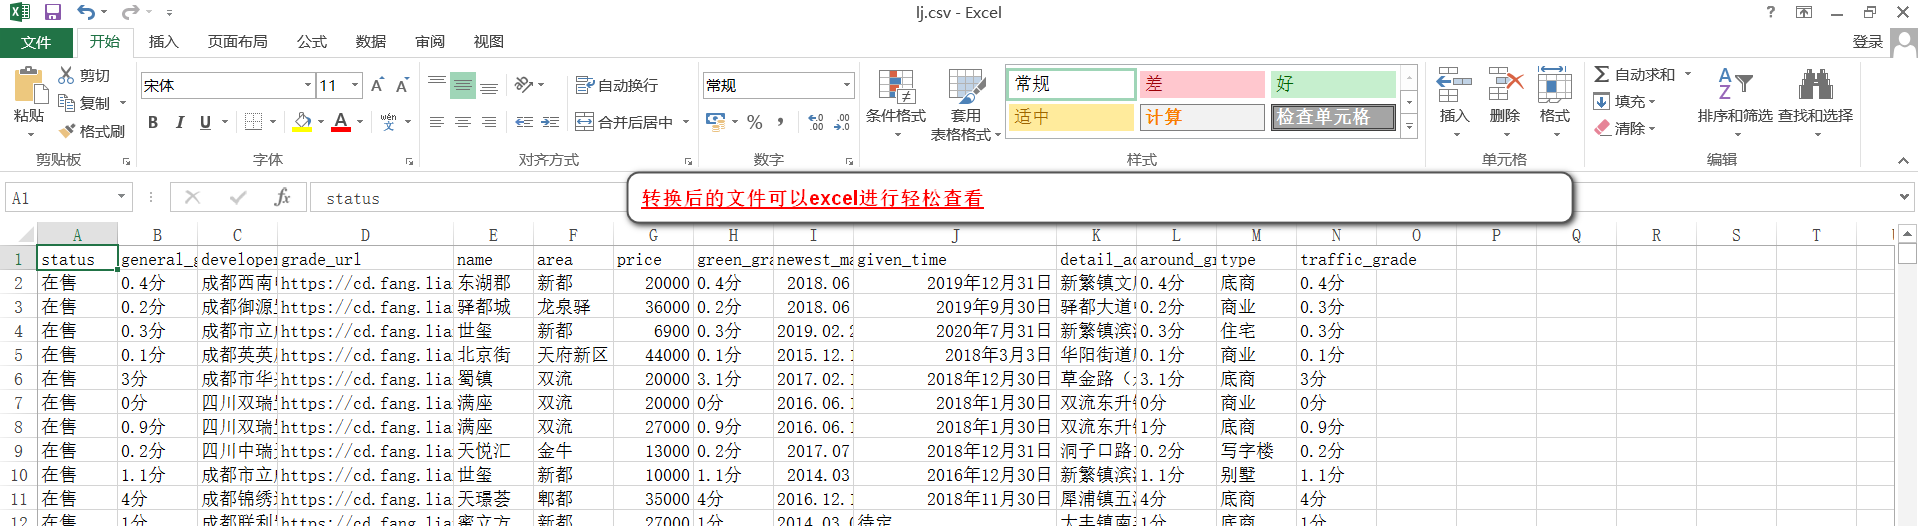 lj.csv - Excel
文件 开始 插入 页面布局 公式 数据 审阅 视图 登录
剪切
复制
格式刷
粘贴
剪贴板
宋体 11
B I U A wén 文
字体
自动换行
合并后居中
对齐方式
常规
% , .00
数字
条件格式 套用 表格格式
常规 差 好
适中 计算 检查单元格
样式
插入 删除 格式
单元格
自动求和
填充
清除
排序和筛选 查找和选择
编辑
A1 fx status
转换后的文件可以excel进行轻松查看
A B C D E F G H I J K L M N O P Q R S T
1 status general_g developer grade_url name area price green_gra newest_ma given_time detail_ad around_gr type traffic_grade
2 在售 0.4分 成都西南 https://cd.fang.lia 东湖郡 新都 20000 0.4分 2018.06 2019年12月31日 新繁镇文 0.4分 底商 0.4分
3 在售 0.2分 成都御源 https://cd.fang.lia 驿都城 龙泉驿 36000 0.2分 2018.06 2019年9月30日 驿都大道 0.2分 商业 0.3分
4 在售 0.3分 成都市立 https://cd.fang.lia 世玺 新都 6900 0.3分 2019.02.2 2020年7月31日 新繁镇滨 0.3分 住宅 0.3分
5 在售 0.1分 成都英英 https://cd.fang.lia 北京街 天府新区 44000 0.1分 2015.12.1 2018年3月3日 华阳街道 0.1分 商业 0.1分
6 在售 3分 成都市华 https://cd.fang.lia 蜀镇 双流 20000 3.1分 2017.02.1 2018年12月30日 草金路（ 3.1分 底商 3分
7 在售 0分 四川双瑞 https://cd.fang.lia 满座 双流 20000 0分 2016.06.1 2018年1月30日 双流东升 0分 商业 0分
8 在售 0.9分 四川双瑞 https://cd.fang.lia 满座 双流 27000 0.9分 2016.06.1 2018年1月30日 双流东升 1分 底商 0.9分
9 在售 0.2分 四川中瑞 https://cd.fang.lia 天悦汇 金牛 13000 0.2分 2017.07 2018年12月31日 洞子口路 0.2分 写字楼 0.2分
10 在售 1.1分 成都市立 https://cd.fang.lia 世玺 新都 10000 1.1分 2014.03 2016年12月30日 新繁镇滨 1.1分 别墅 1.1分
11 在售 4分 成都锦绣 https://cd.fang.lia 天璟荟 郫都 35000 4分 2016.12.1 2018年11月30日 犀浦镇五 4分 底商 4分
12 在售 1分 成都联利 https://cd.fang.lia 蜜立方 新都 27000 1分 2014.03.0 待定 大丰镇南 1分 底商 1分